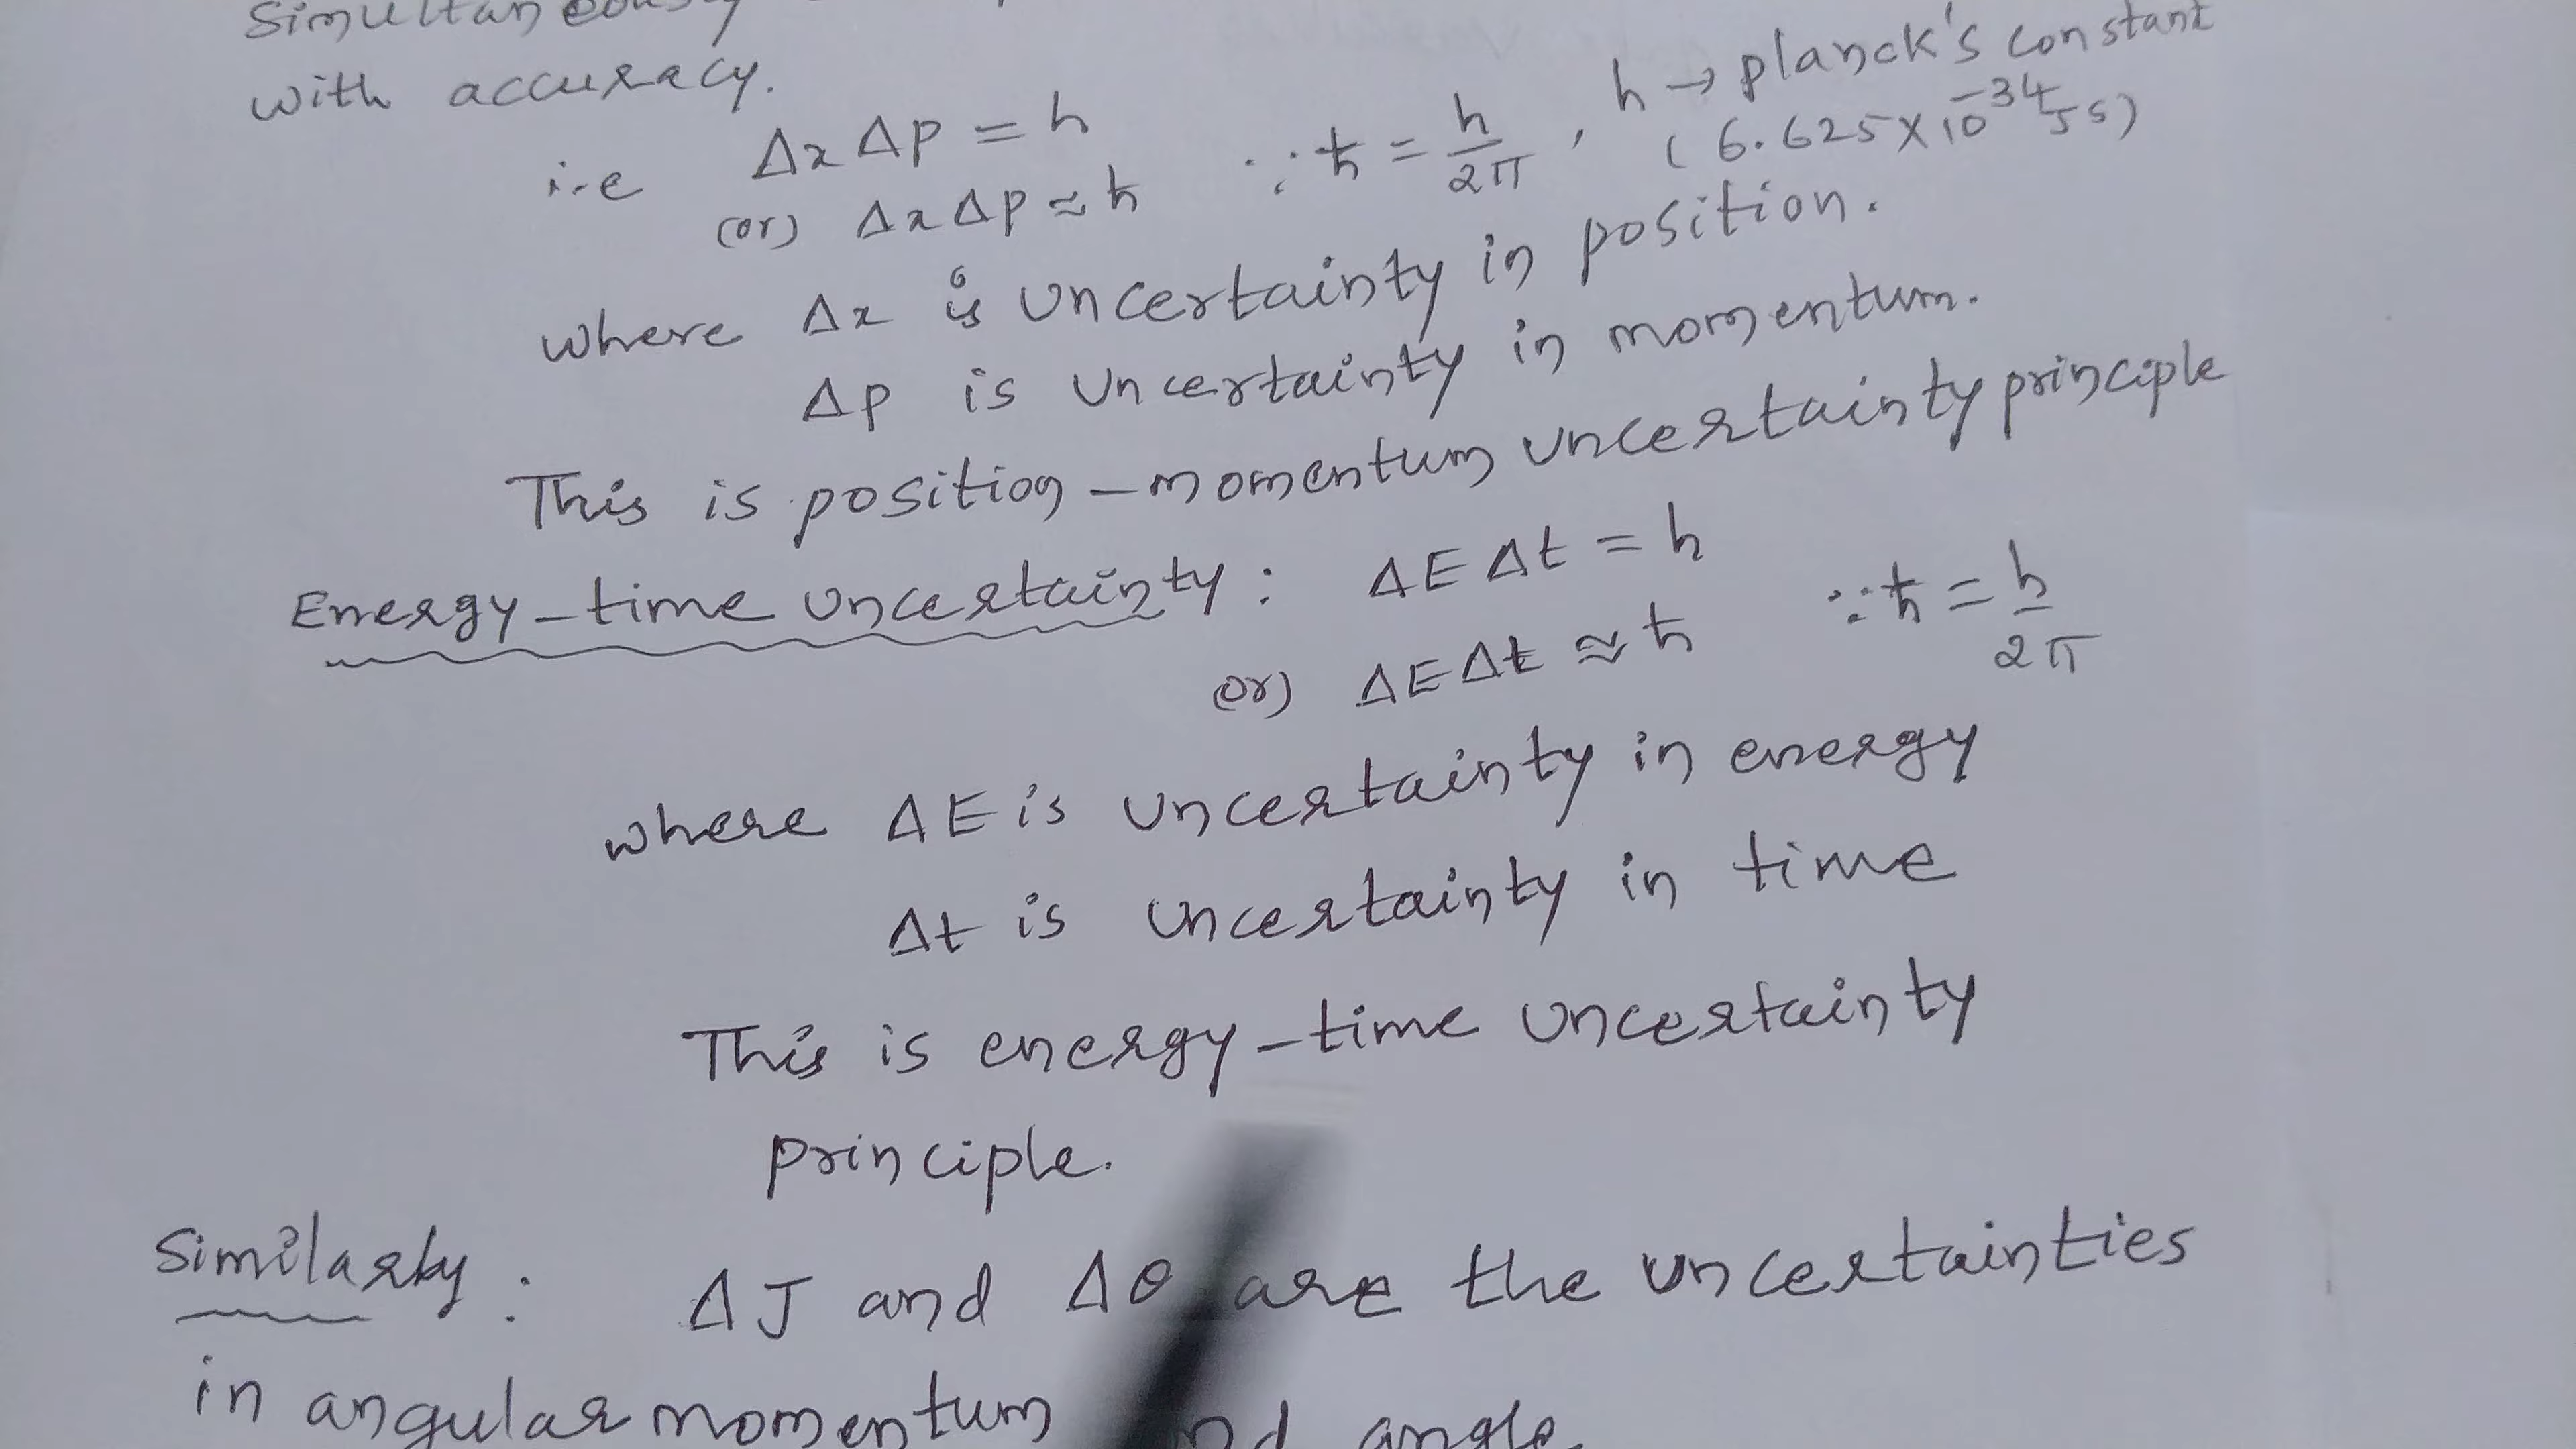 Simultaneously
with accuracy.
i.e Δx Δp = h ∵ ħ = h/2π , h → planck's constant
(or) Δx Δp ≈ ħ (6.625 X 10^-34 Js)
where Δx is uncertainty in position.
Δp is uncertainty in momentum.
This is position - momentum uncertainty principle
Energy - time uncertainty : ΔE Δt = h
(or) ΔE Δt ≈ ħ ∵ ħ = h/2π
where ΔE is uncertainty in energy
Δt is uncertainty in time
This is energy - time uncertainty
principle.
Similarly : ΔJ and Δθ are the uncertainties
in angular momentum and angle